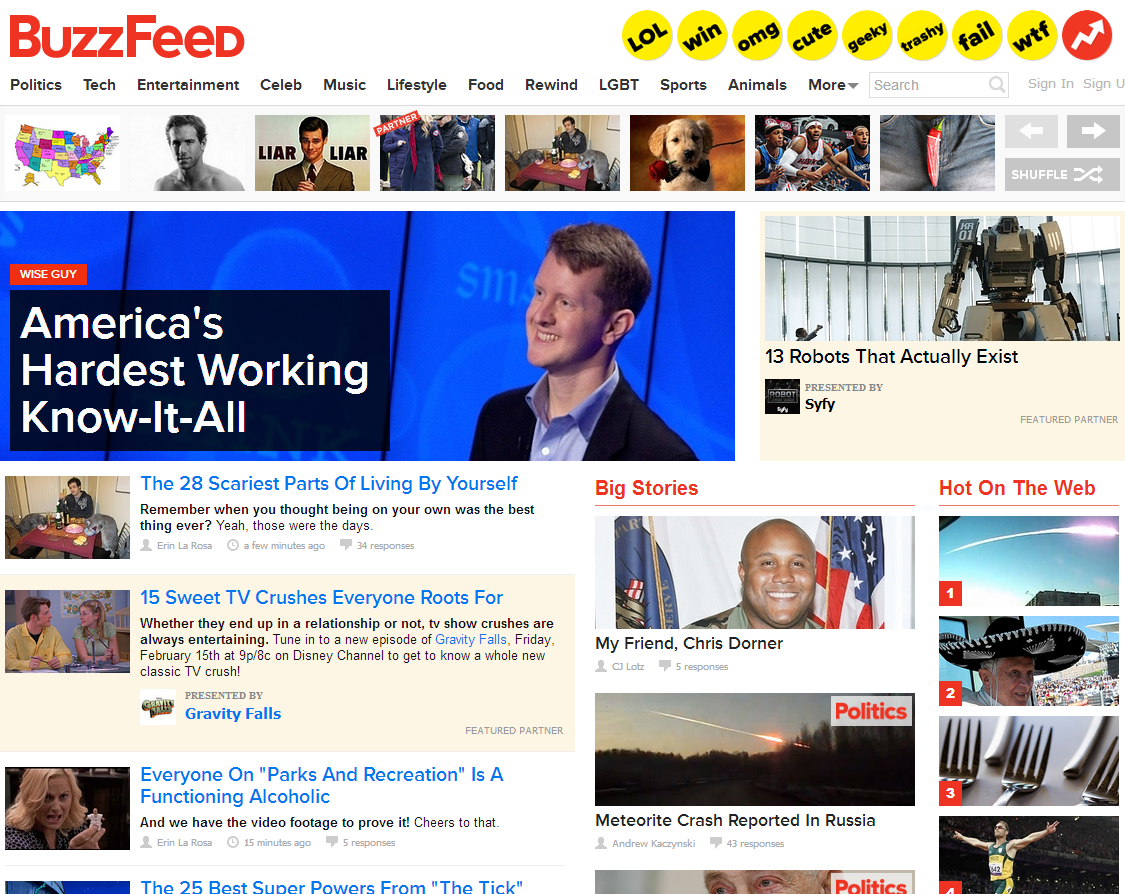 BuzzFeed
LOL win omg cute geeky trashy fail wtf
Politics Tech Entertainment Celeb Music Lifestyle Food Rewind LGBT Sports Animals More Search Sign In Sign U
LIAR LIAR
PARTNER
SHUFFLE
WISE GUY
America's
Hardest Working
Know-It-All
KR
01
13 Robots That Actually Exist
PRESENTED BY
Syfy
FEATURED PARTNER
The 28 Scariest Parts Of Living By Yourself
Remember when you thought being on your own was the best
thing ever? Yeah, those were the days.
Erin La Rosa a few minutes ago 34 responses
15 Sweet TV Crushes Everyone Roots For
Whether they end up in a relationship or not, tv show crushes are
always entertaining. Tune in to a new episode of Gravity Falls, Friday,
February 15th at 9p/8c on Disney Channel to get to know a whole new
classic TV crush!
PRESENTED BY
Gravity Falls
FEATURED PARTNER
Everyone On "Parks And Recreation" Is A
Functioning Alcoholic
And we have the video footage to prove it! Cheers to that.
Erin La Rosa 15 minutes ago 5 responses
The 25 Best Super Powers From "The Tick"
Big Stories
My Friend, Chris Dorner
CJ Lotz 5 responses
Politics
Meteorite Crash Reported In Russia
Andrew Kaczynski 43 responses
Politics
Hot On The Web
1
2
3
4